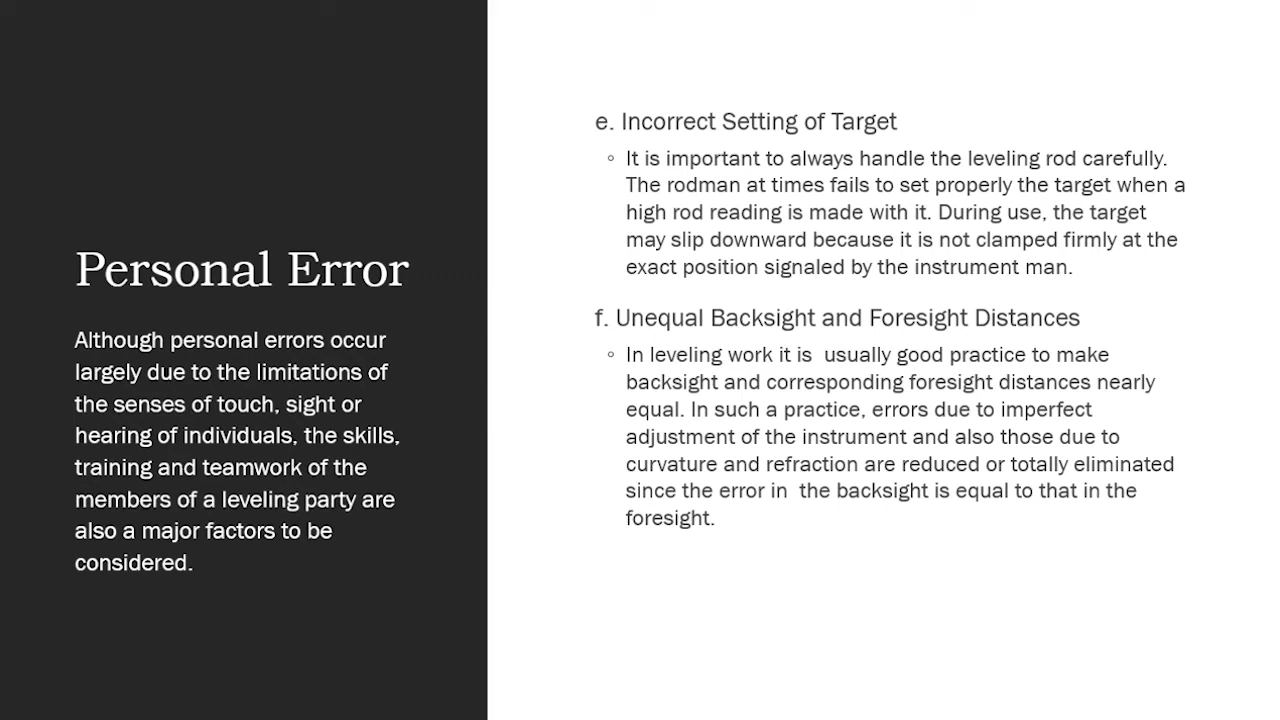 Personal Error
Although personal errors occur
largely due to the limitations of
the senses of touch, sight or
hearing of individuals, the skills,
training and teamwork of the
members of a leveling party are
also a major factors to be
considered.
e. Incorrect Setting of Target
◦ It is important to always handle the leveling rod carefully.
The rodman at times fails to set properly the target when a
high rod reading is made with it. During use, the target
may slip downward because it is not clamped firmly at the
exact position signaled by the instrument man.
f. Unequal Backsight and Foresight Distances
◦ In leveling work it is  usually good practice to make
backsight and corresponding foresight distances nearly
equal. In such a practice, errors due to imperfect
adjustment of the instrument and also those due to
curvature and refraction are reduced or totally eliminated
since the error in  the backsight is equal to that in the
foresight.